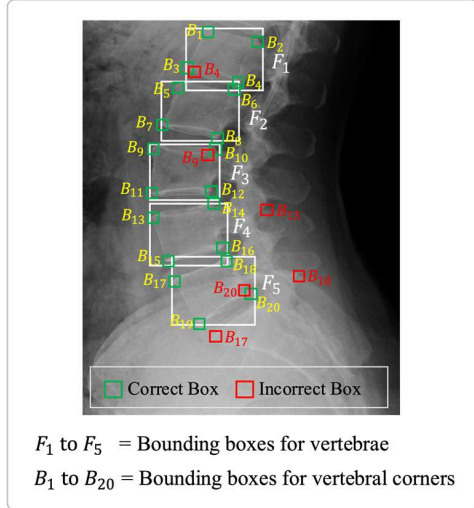 B₁
B₂
F₁
B₃
B₄
B₄
B₅
B₆
F₂
B₇
B₈
B₉
B₉
B₁₀
F₃
B₁₁
B₁₂
B₁₃
B₁₄
F₄
B₁₆
B₁₅
B₁₈
B₁₇
F₅
B₂₀
B₂₀
B₁₉
B₁₇
Correct Box
Incorrect Box
F₁ to F₅ = Bounding boxes for vertebrae
B₁ to B₂₀ = Bounding boxes for vertebral corners